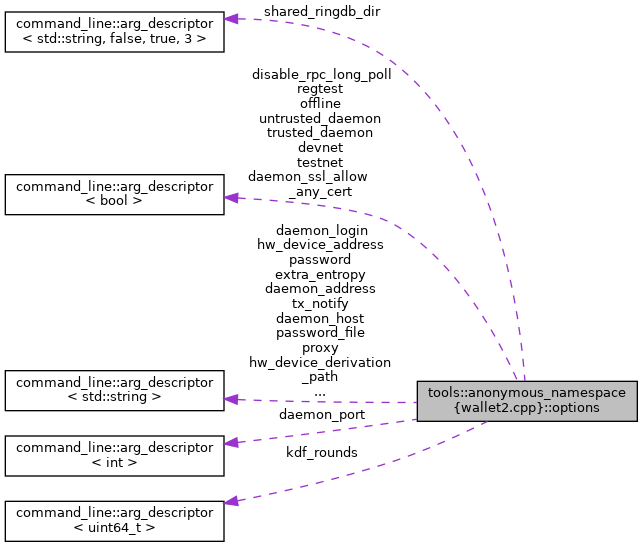 shared_ringdb_dir
command_line::arg_descriptor
< std::string, false, true, 3 >
disable_rpc_long_poll
regtest
offline
untrusted_daemon
trusted_daemon
devnet
testnet
daemon_ssl_allow
_any_cert
command_line::arg_descriptor
< bool >
daemon_login
hw_device_address
password
extra_entropy
daemon_address
tx_notify
daemon_host
password_file
proxy
hw_device_derivation
_path
...
command_line::arg_descriptor
< std::string >
tools::anonymous_namespace
{wallet2.cpp}::options
daemon_port
command_line::arg_descriptor
< int >
kdf_rounds
command_line::arg_descriptor
< uint64_t >